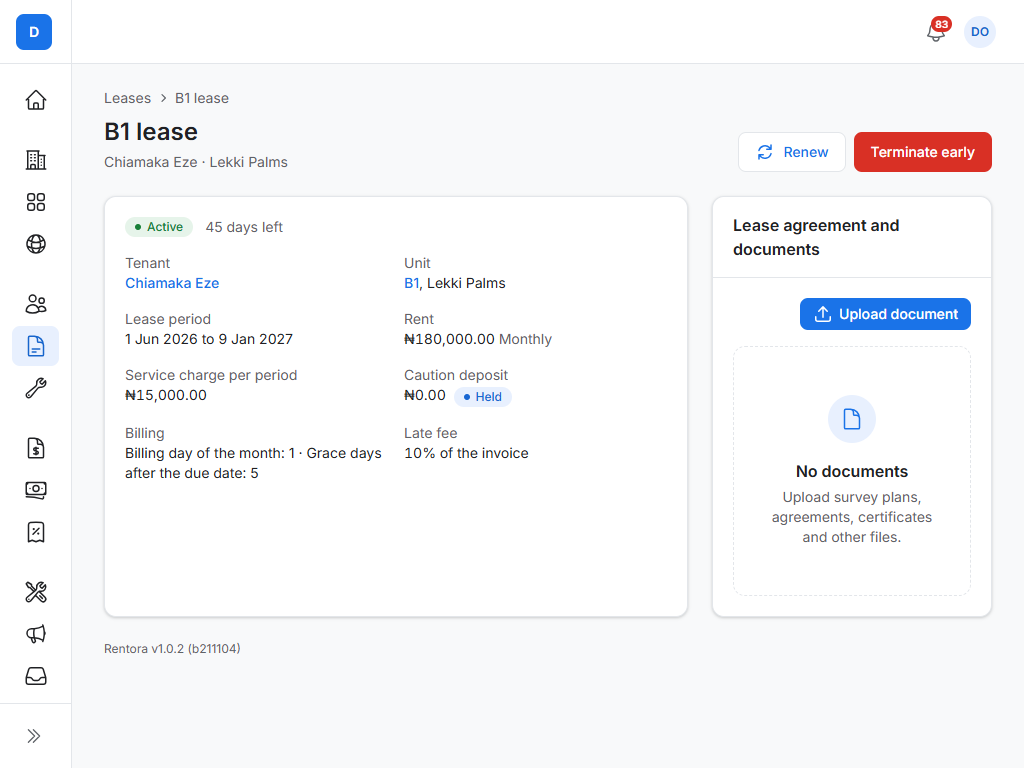 D
83
DO
Leases > B1 lease
B1 lease
Chiamaka Eze · Lekki Palms
Renew
Terminate early
Active
45 days left
Tenant
Chiamaka Eze
Unit
B1, Lekki Palms
Lease period
1 Jun 2026 to 9 Jan 2027
Rent
₦180,000.00 Monthly
Service charge per period
₦15,000.00
Caution deposit
₦0.00 Held
Billing
Billing day of the month: 1 · Grace days
after the due date: 5
Late fee
10% of the invoice
Lease agreement and
documents
Upload document
No documents
Upload survey plans,
agreements, certificates
and other files.
Rentora v1.0.2 (b211104)